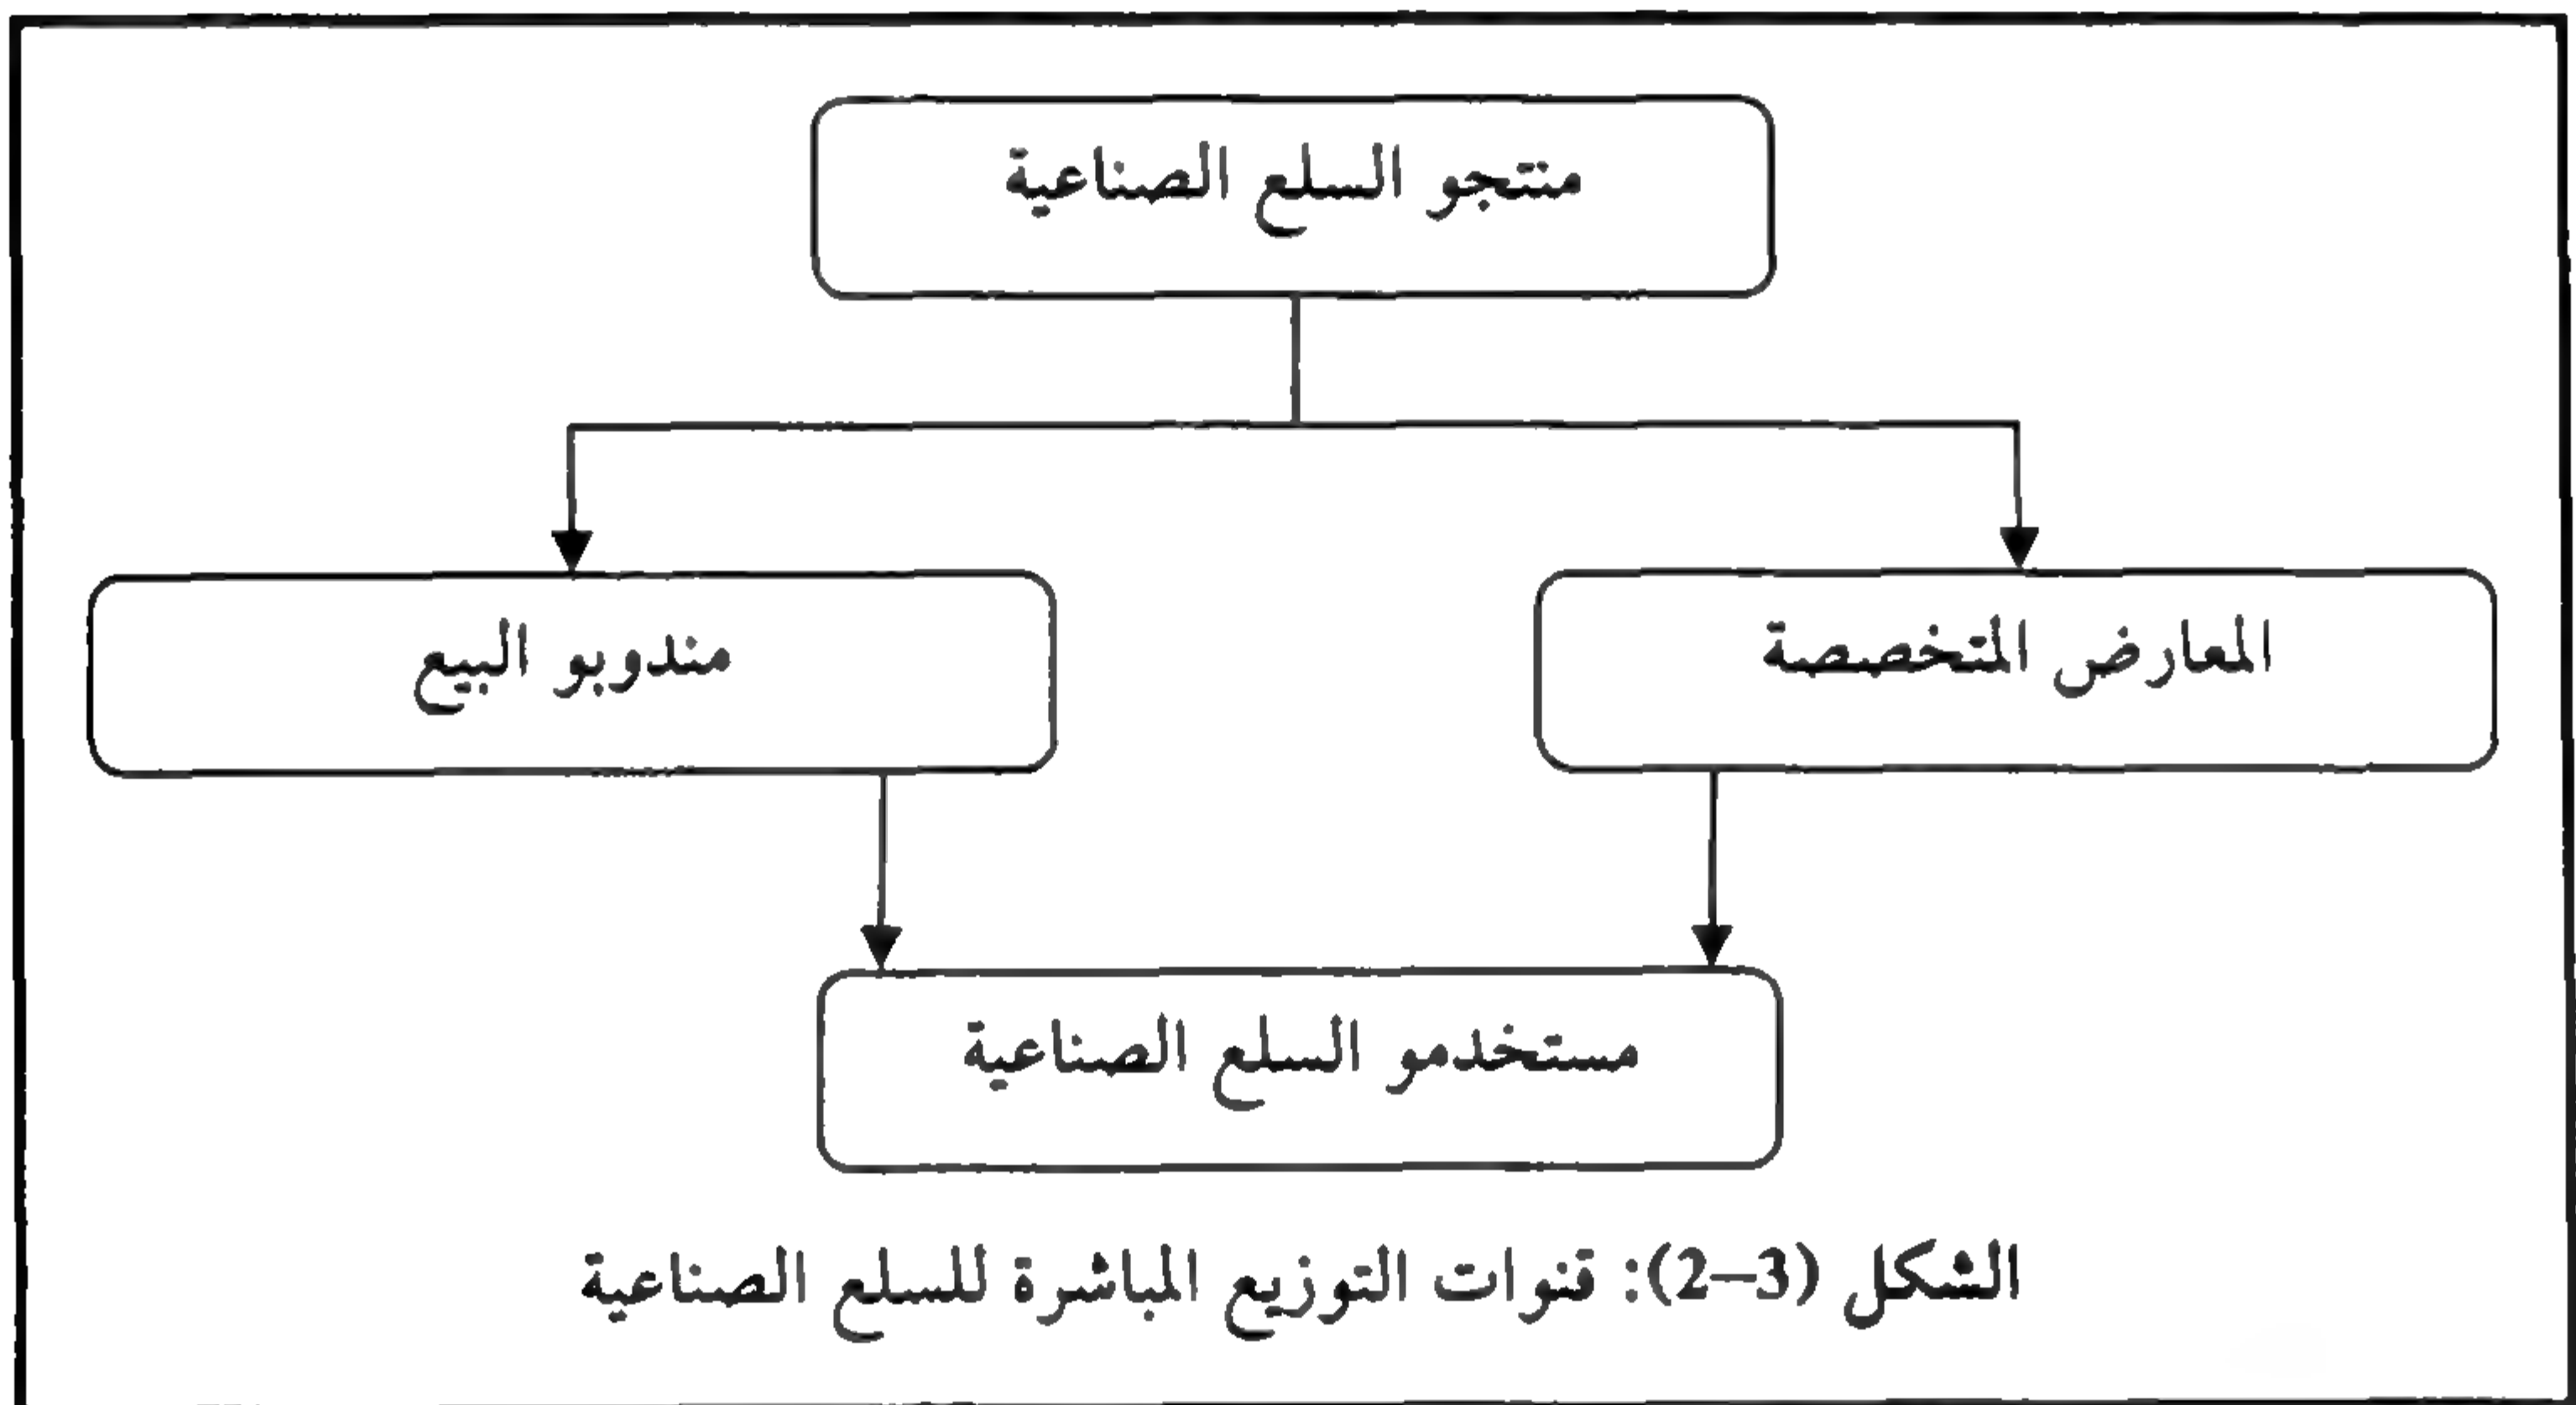 منتجو السلع الصناعية
المعارض المتخصصة
مندوبو البيع
مستخدمو السلع الصناعية
الشكل (3–2): قنوات التوزيع المباشرة للسلع الصناعية